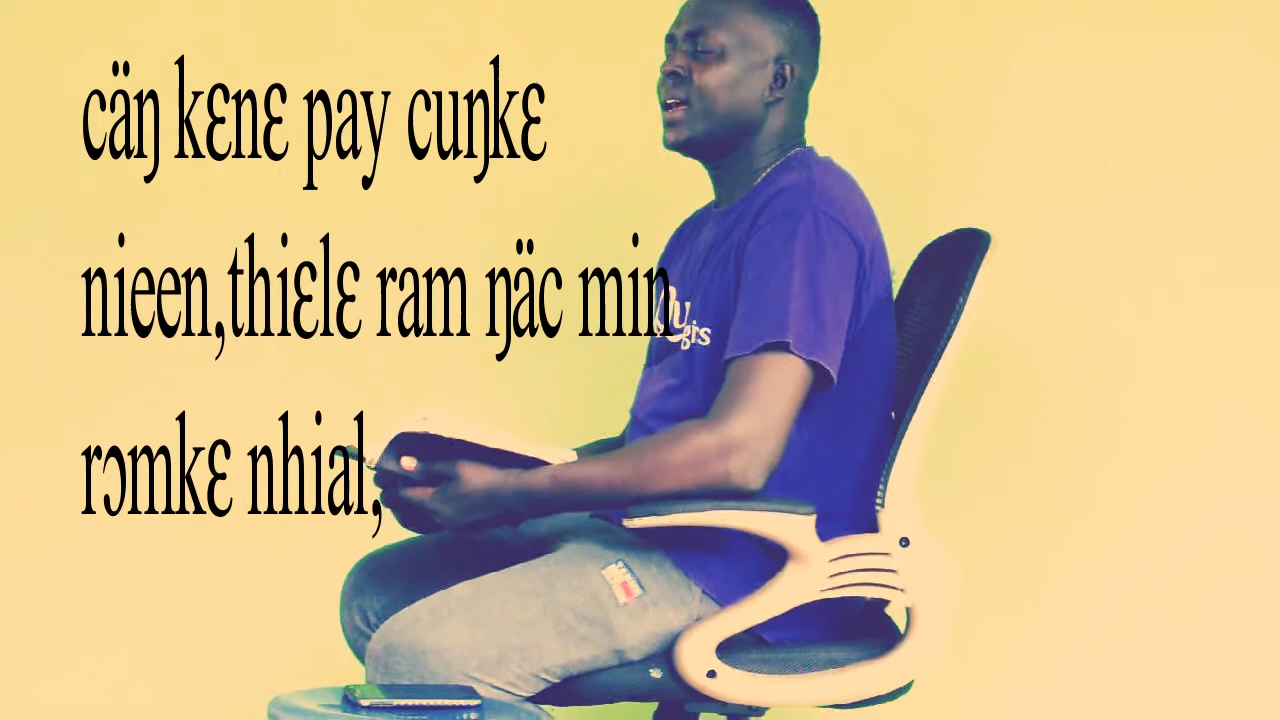 cäŋ kɛnɛ pay cuŋkɛ
nieen,thiɛlɛ ram ŋäc min
rɔmkɛ nhial,